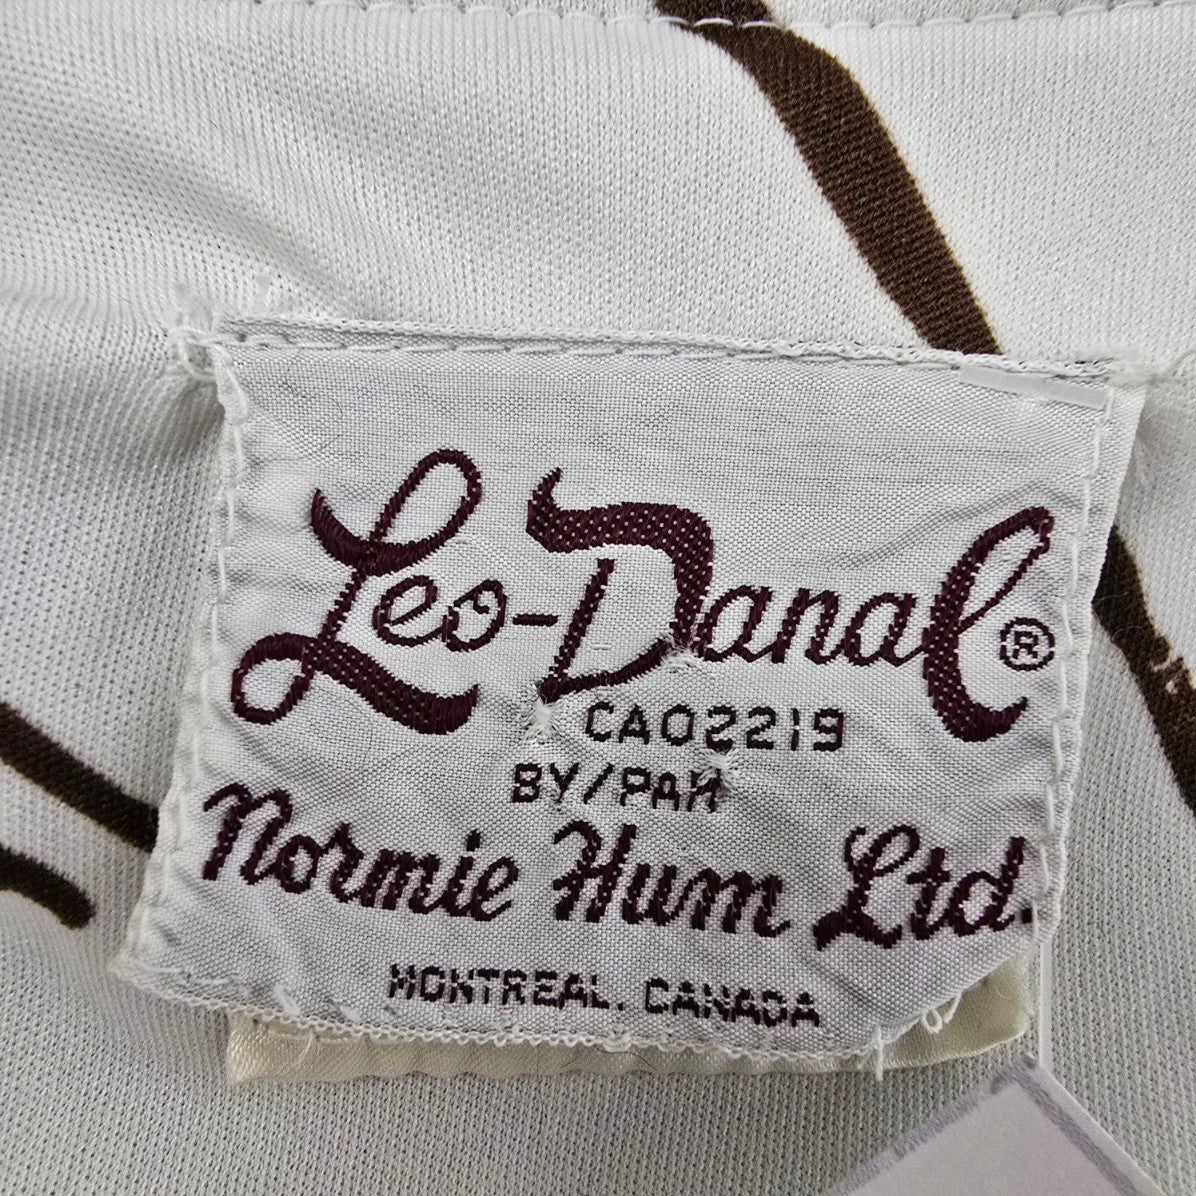 Leo-Danal ®
CA02219
BY/PAR
Normie Hum Ltd.
MONTREAL. CANADA